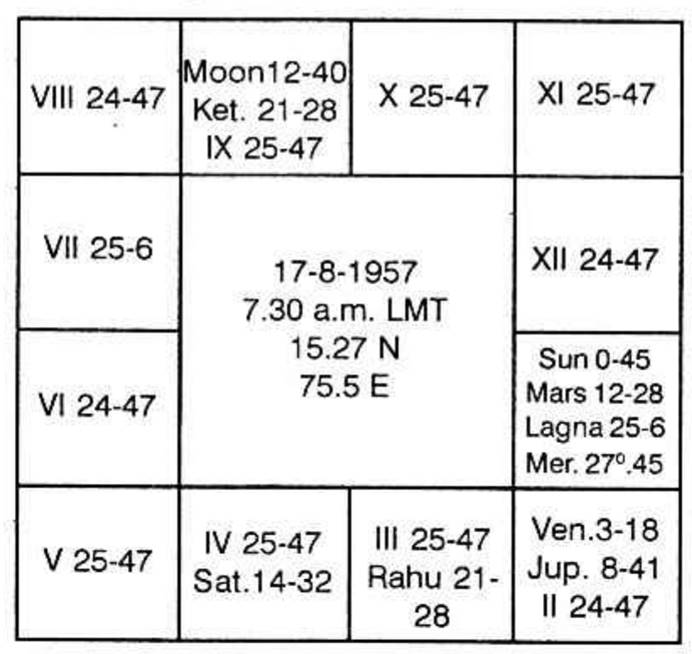 VIII 24-47
Moon12-40
Ket. 21-28
IX 25-47
X 25-47
XI 25-47
VII 25-6
17-8-1957
7.30 a.m. LMT
15.27 N
75.5 E
XII 24-47
VI 24-47
Sun 0-45
Mars 12-28
Lagna 25-6
Mer. 27º.45
V 25-47
IV 25-47
Sat.14-32
III 25-47
Rahu 21-
28
Ven.3-18
Jup. 8-41
II 24-47